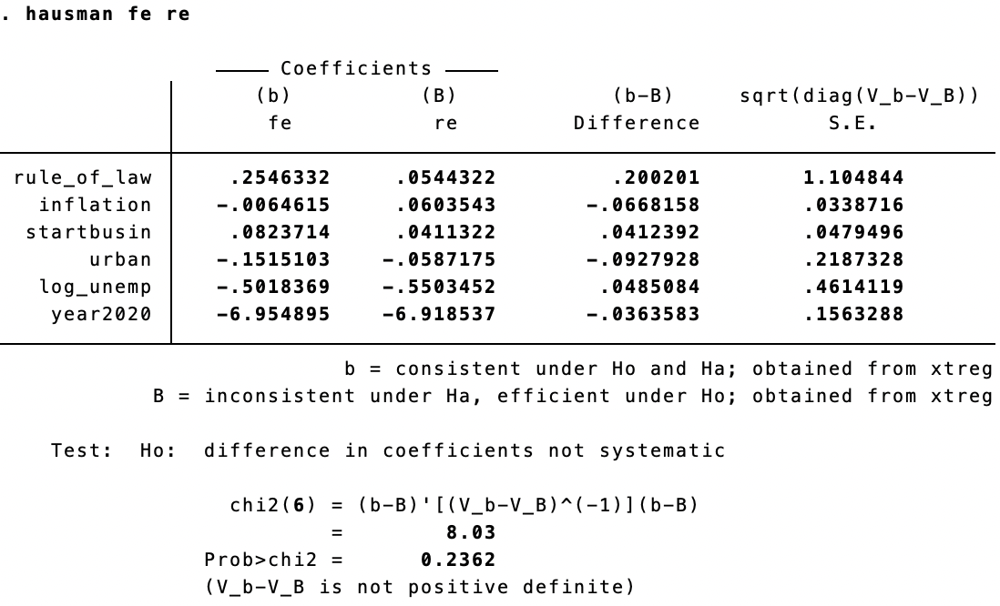 . hausman fe re
Coefficients
(b) (B) (b-B) sqrt(diag(V_b-V_B))
fe re Difference S.E.
rule_of_law .2546332 .0544322 .200201 1.104844
inflation -.0064615 .0603543 -.0668158 .0338716
startbusin .0823714 .0411322 .0412392 .0479496
urban -.1515103 -.0587175 -.0927928 .2187328
log_unemp -.5018369 -.5503452 .0485084 .4614119
year2020 -6.954895 -6.918537 -.0363583 .1563288
b = consistent under Ho and Ha; obtained from xtreg
B = inconsistent under Ha, efficient under Ho; obtained from xtreg
Test: Ho: difference in coefficients not systematic
chi2(6) = (b-B)'[(V_b-V_B)^(-1)](b-B)
= 8.03
Prob>chi2 = 0.2362
(V_b-V_B is not positive definite)